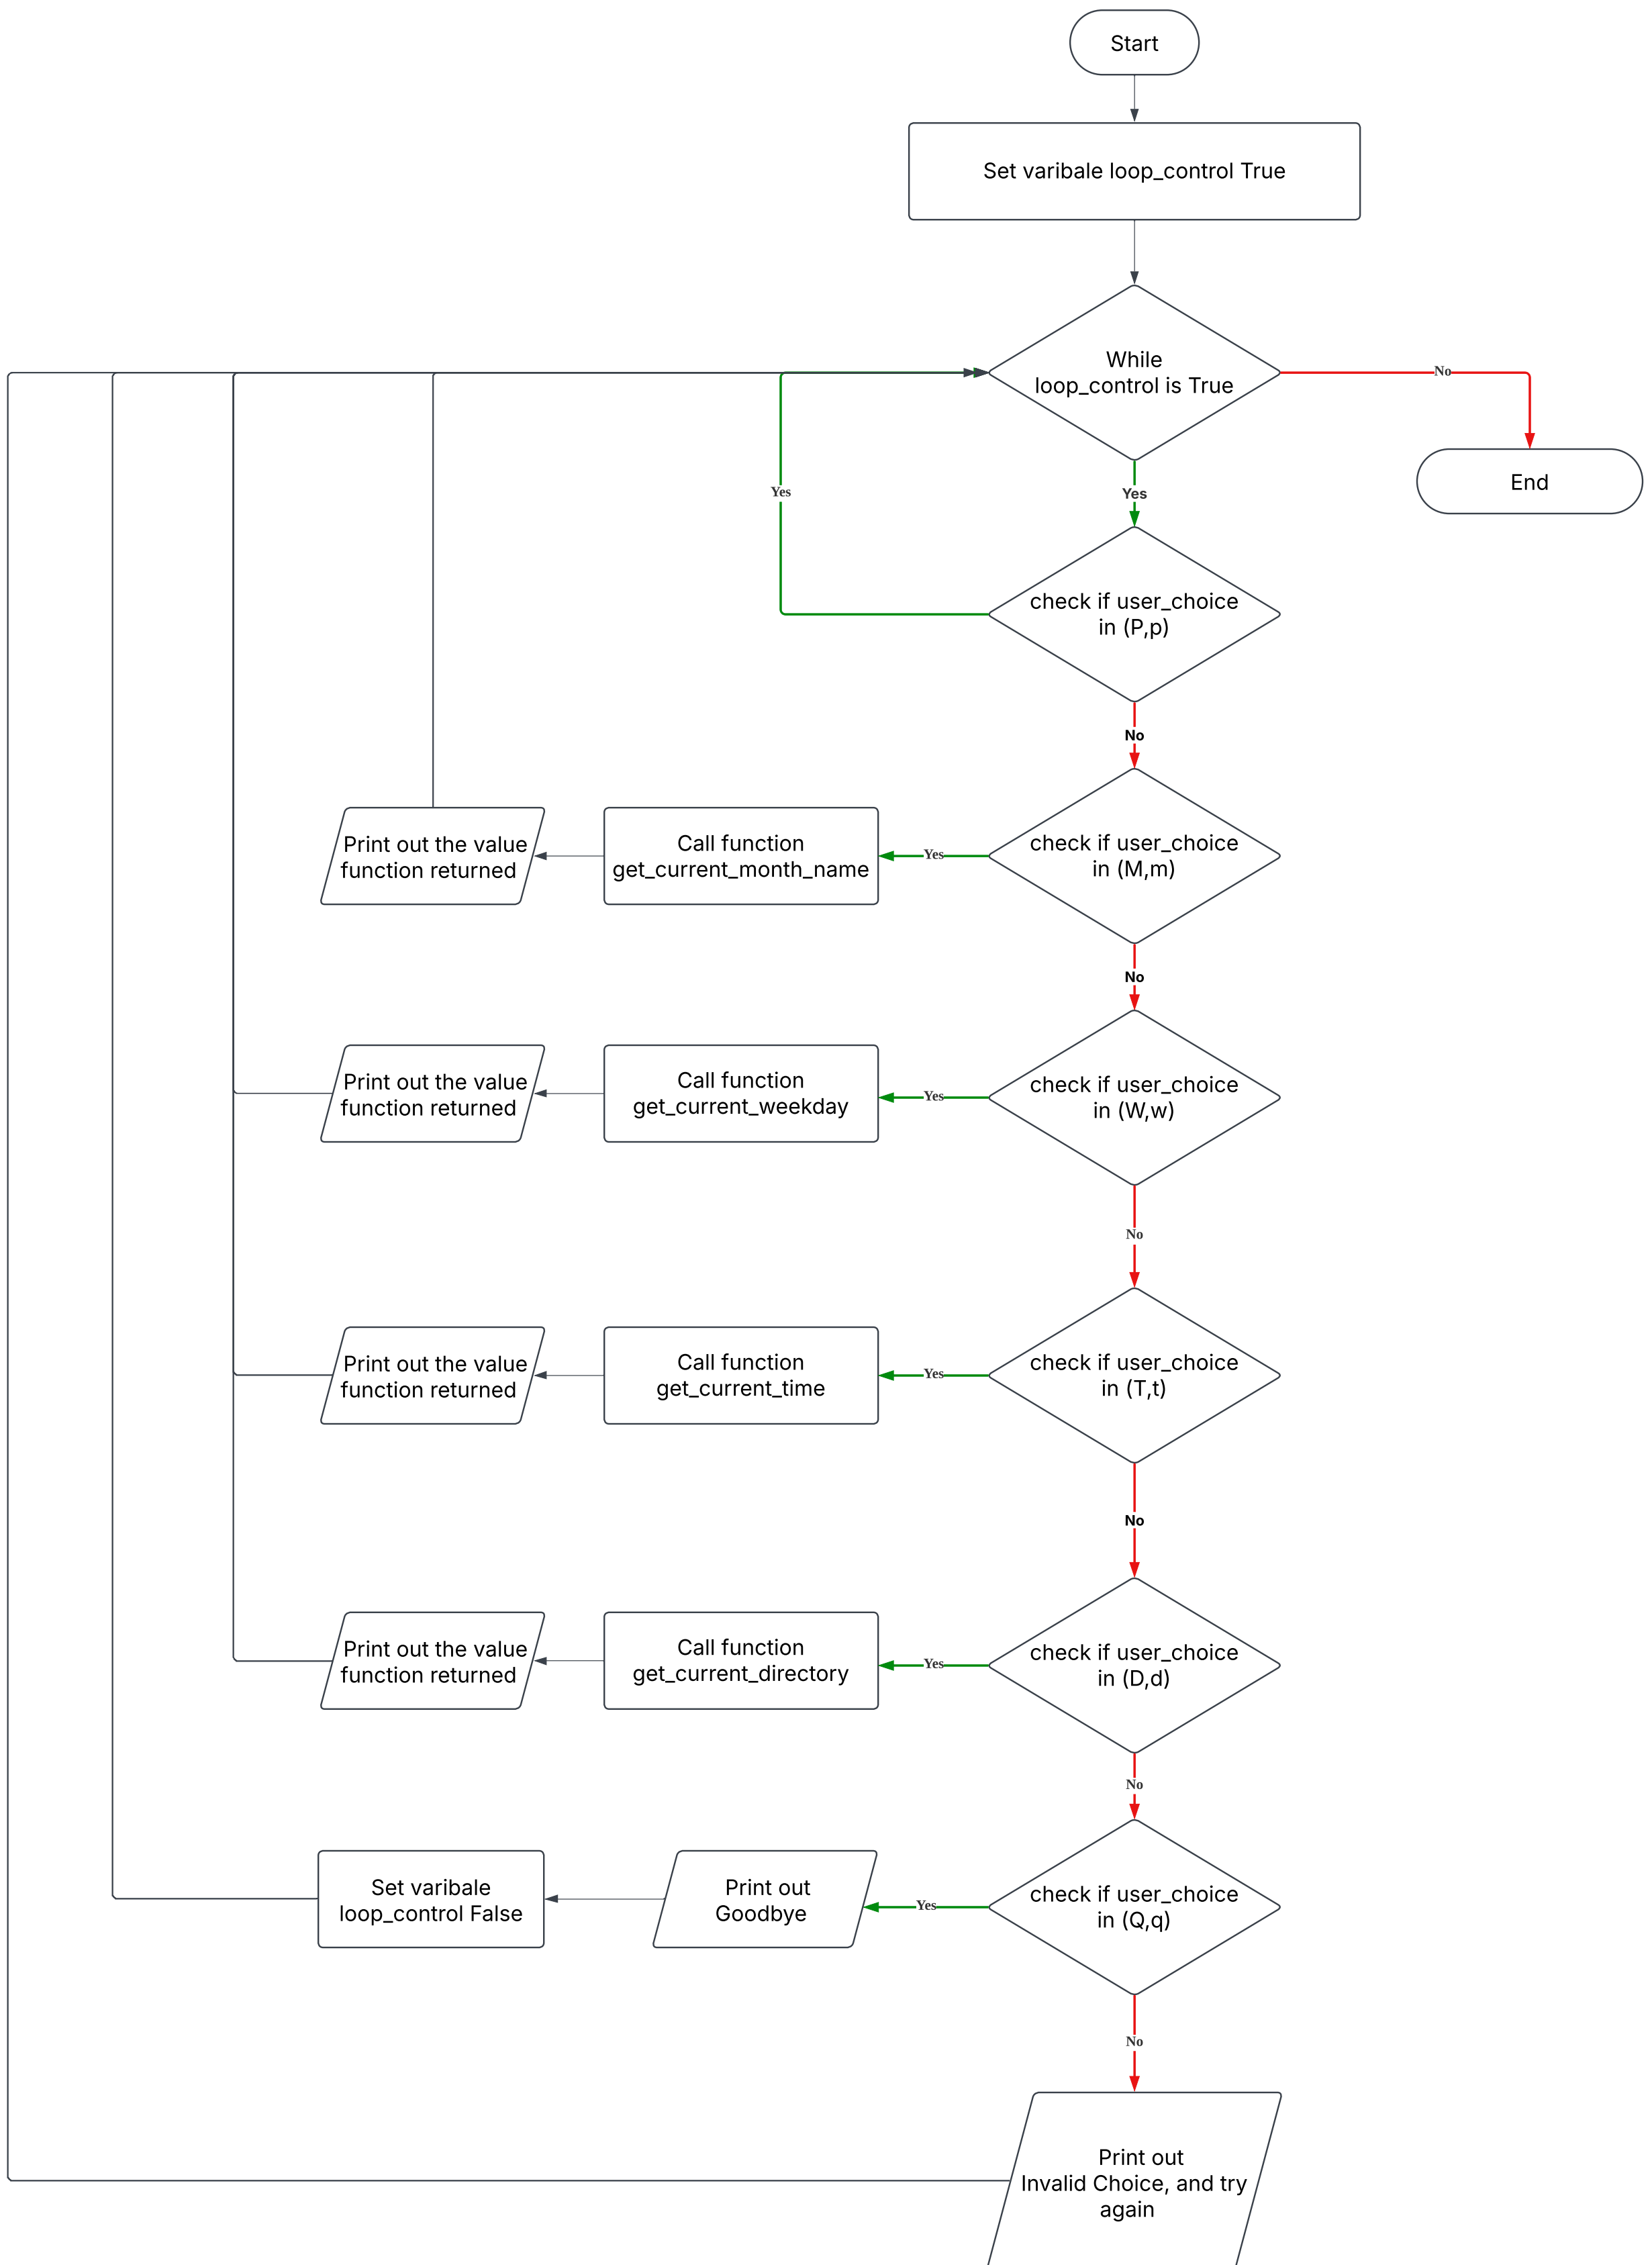 Start
Set varibale loop_control True
While
loop_control is True
No
End
Yes
Yes
check if user_choice
in (P,p)
No
Print out the value
function returned
Call function
get_current_month_name
Yes
check if user_choice
in (M,m)
No
Print out the value
function returned
Call function
get_current_weekday
Yes
check if user_choice
in (W,w)
No
Print out the value
function returned
Call function
get_current_time
Yes
check if user_choice
in (T,t)
No
Print out the value
function returned
Call function
get_current_directory
Yes
check if user_choice
in (D,d)
No
Set varibale
loop_control False
Print out
Goodbye
Yes
check if user_choice
in (Q,q)
No
Print out
Invalid Choice, and try
again